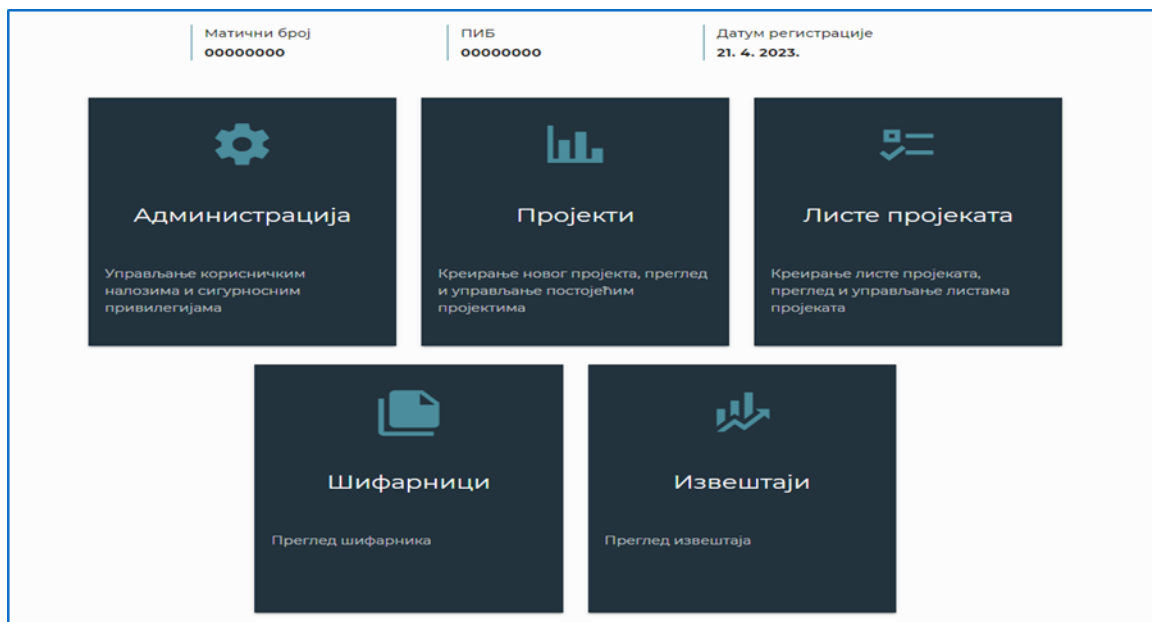 Матични број
00000000
ПИБ
00000000
Датум регистрације
21. 4. 2023.
Администрација
Управљање корисничким
налозима и сигурносним
привилегијама
Пројекти
Креирање новог пројекта, преглед
и управљање постојећим
пројектима
Листе пројеката
Креирање листе пројеката,
преглед и управљање листама
пројеката
Шифарници
Преглед шифарника
Извештаји
Преглед извештаја